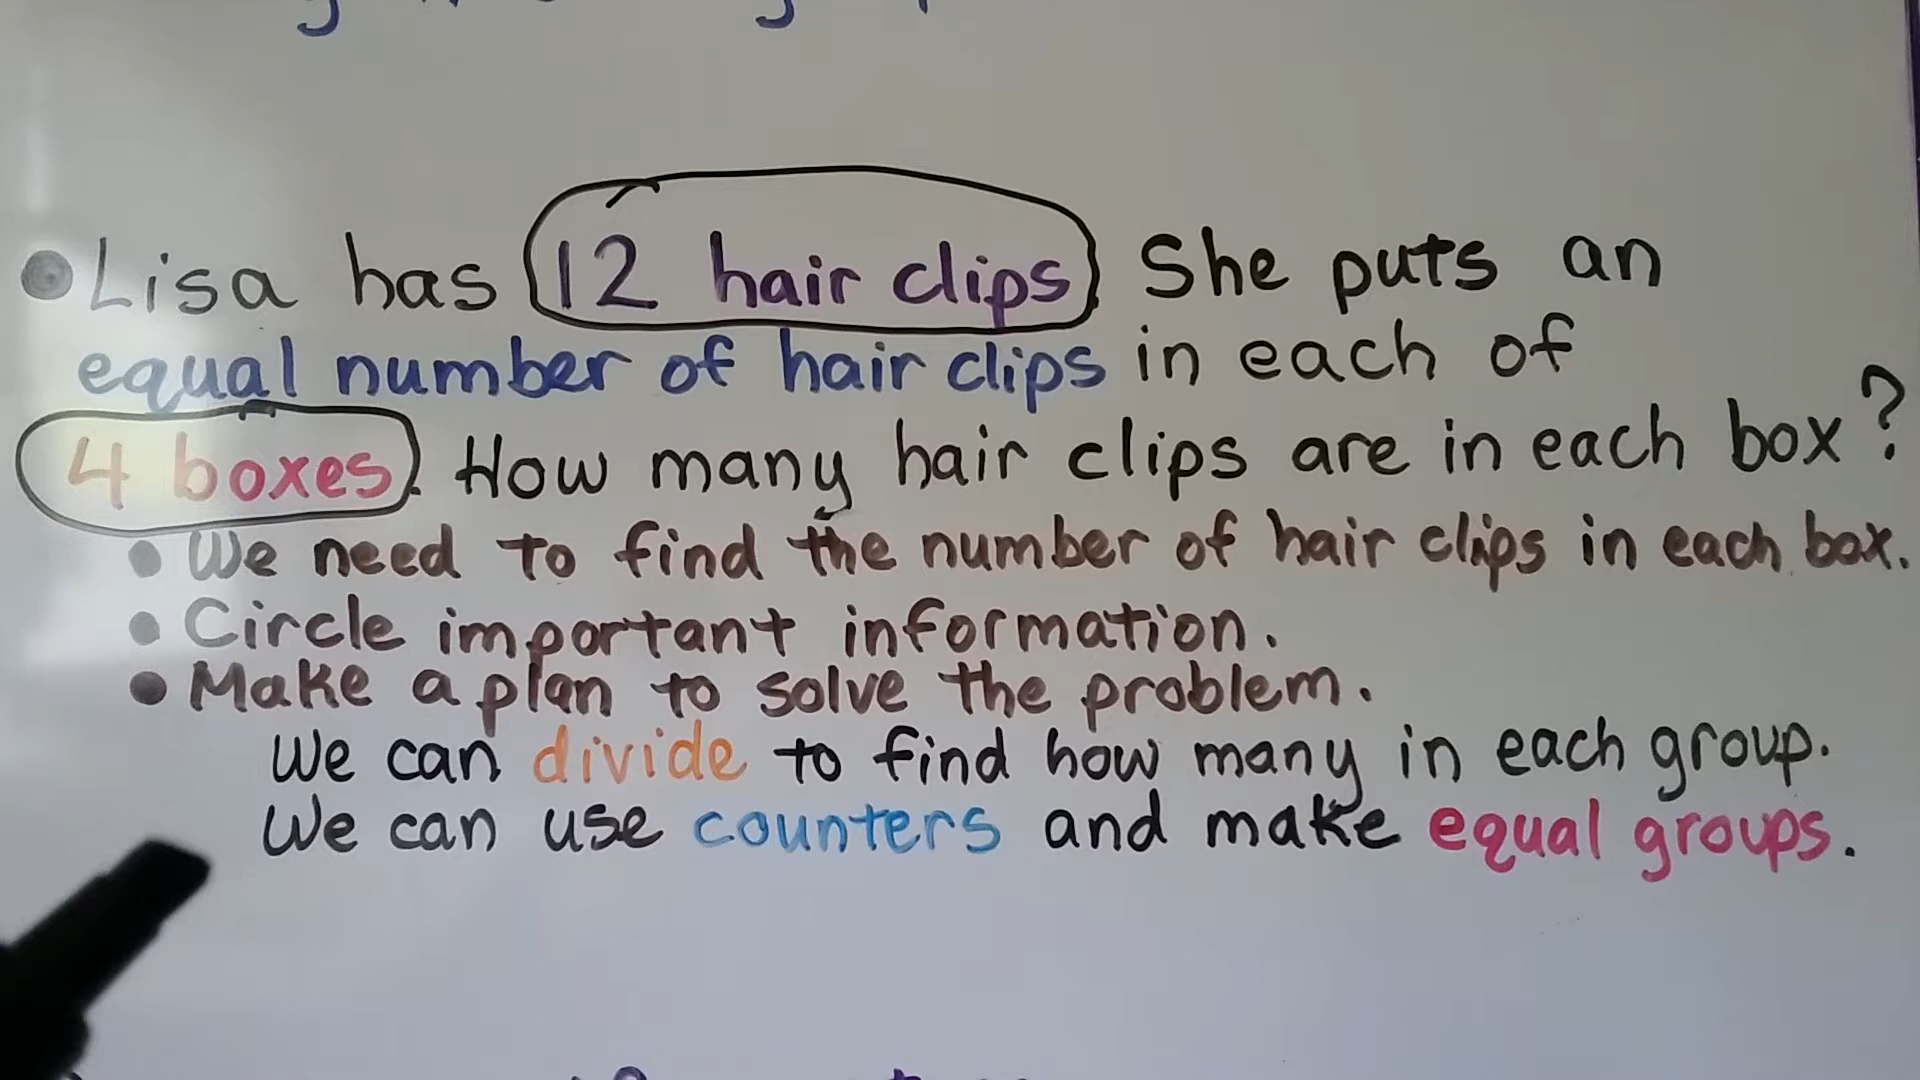 • Lisa has 12 hair clips. She puts an
equal number of hair clips in each of
4 boxes. How many hair clips are in each box?
• We need to find the number of hair clips in each box.
• Circle important information.
• Make a plan to solve the problem.
We can divide to find how many in each group.
We can use counters and make equal groups.